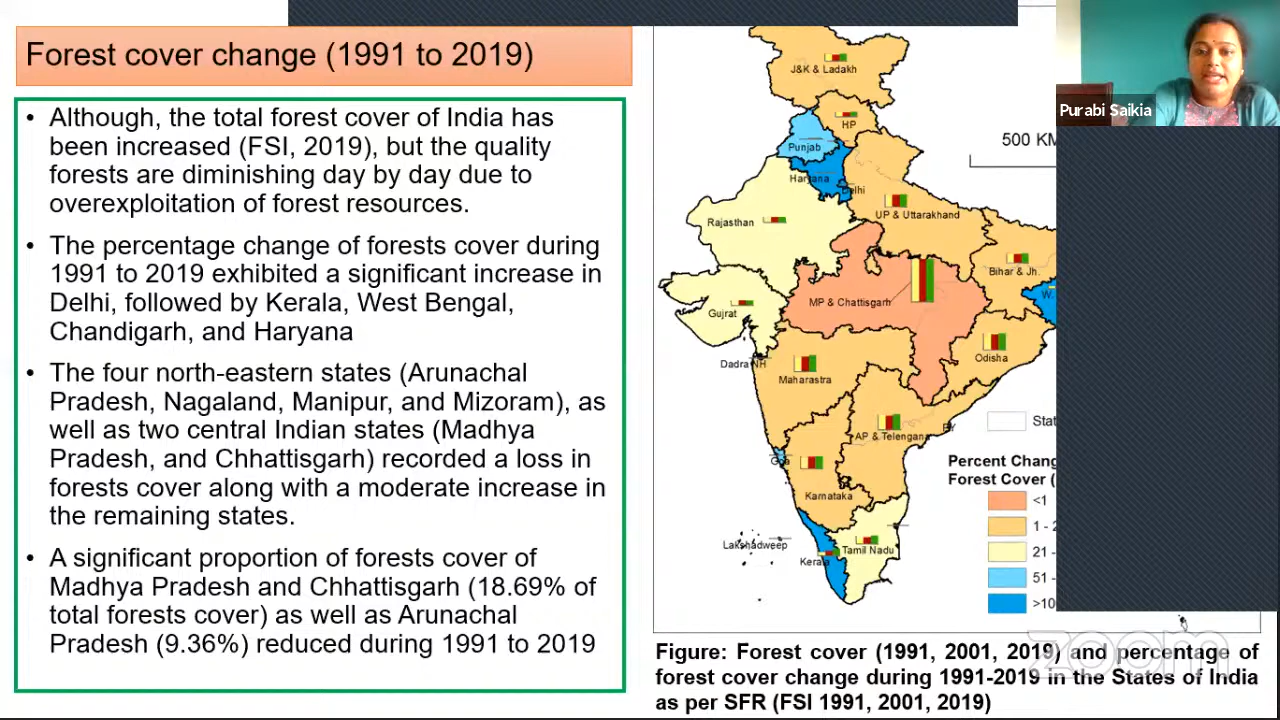 Forest cover change (1991 to 2019)
• Although, the total forest cover of India has
been increased (FSI, 2019), but the quality
forests are diminishing day by day due to
overexploitation of forest resources.
• The percentage change of forests cover during
1991 to 2019 exhibited a significant increase in
Delhi, followed by Kerala, West Bengal,
Chandigarh, and Haryana
• The four north-eastern states (Arunachal
Pradesh, Nagaland, Manipur, and Mizoram), as
well as two central Indian states (Madhya
Pradesh, and Chhattisgarh) recorded a loss in
forests cover along with a moderate increase in
the remaining states.
• A significant proportion of forests cover of
Madhya Pradesh and Chhattisgarh (18.69% of
total forests cover) as well as Arunachal
Pradesh (9.36%) reduced during 1991 to 2019
J&K & Ladakh
HP
Punjab
Haryana
Delhi
500 KM
Rajasthan
UP & Uttarakhand
Bihar & Jh.
W.
MP & Chattisgarh
Gujrat
Odisha
Dadra NH
Maharastra
AP & Telengana
PY
Goa
Karnataka
Lakshadweep
Kerala
Tamil Nadu
Stat
Percent Chang
Forest Cover (
<1
1 - 2
21 -
51 -
>10
Figure: Forest cover (1991, 2001, 2019) and percentage of
forest cover change during 1991-2019 in the States of India
as per SFR (FSI 1991, 2001, 2019)
Purabi Saikia
zoom